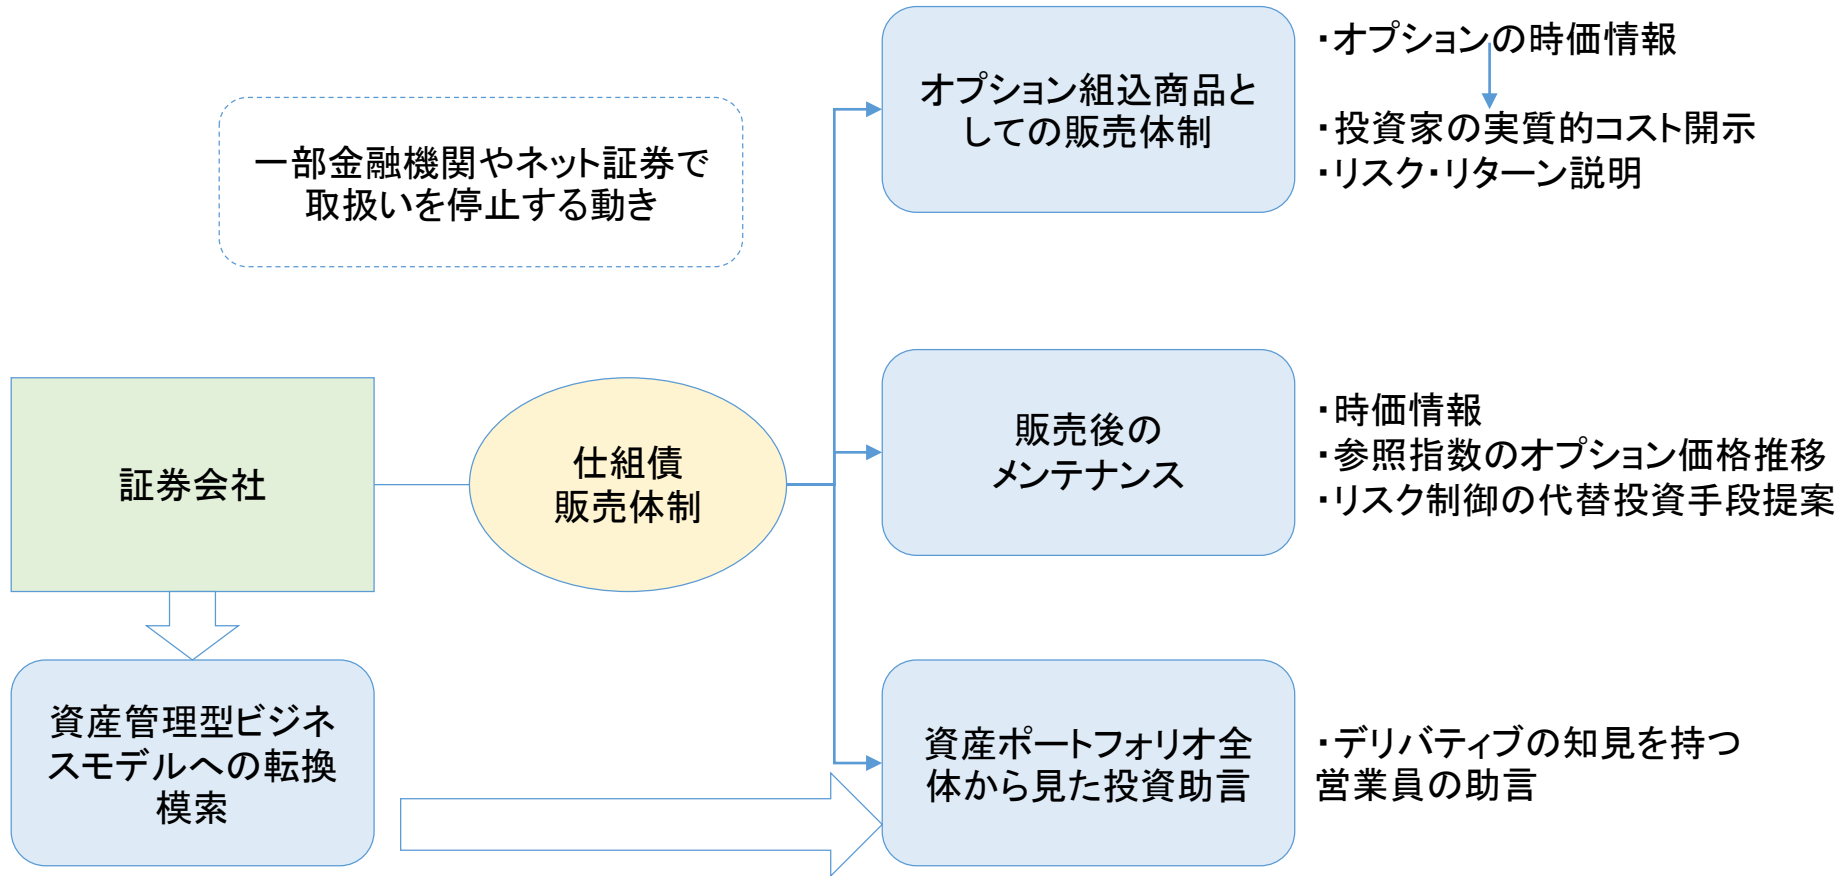 一部金融機関やネット証券で
取扱いを停止する動き
オプション組込商品と
しての販売体制
・オプションの時価情報
・投資家の実質的コスト開示
・リスク・リターン説明
証券会社
仕組債
販売体制
販売後の
メンテナンス
・時価情報
・参照指数のオプション価格推移
・リスク制御の代替投資手段提案
資産管理型ビジネ
スモデルへの転換
模索
資産ポートフォリオ全
体から見た投資助言
・デリバティブの知見を持つ
営業員の助言